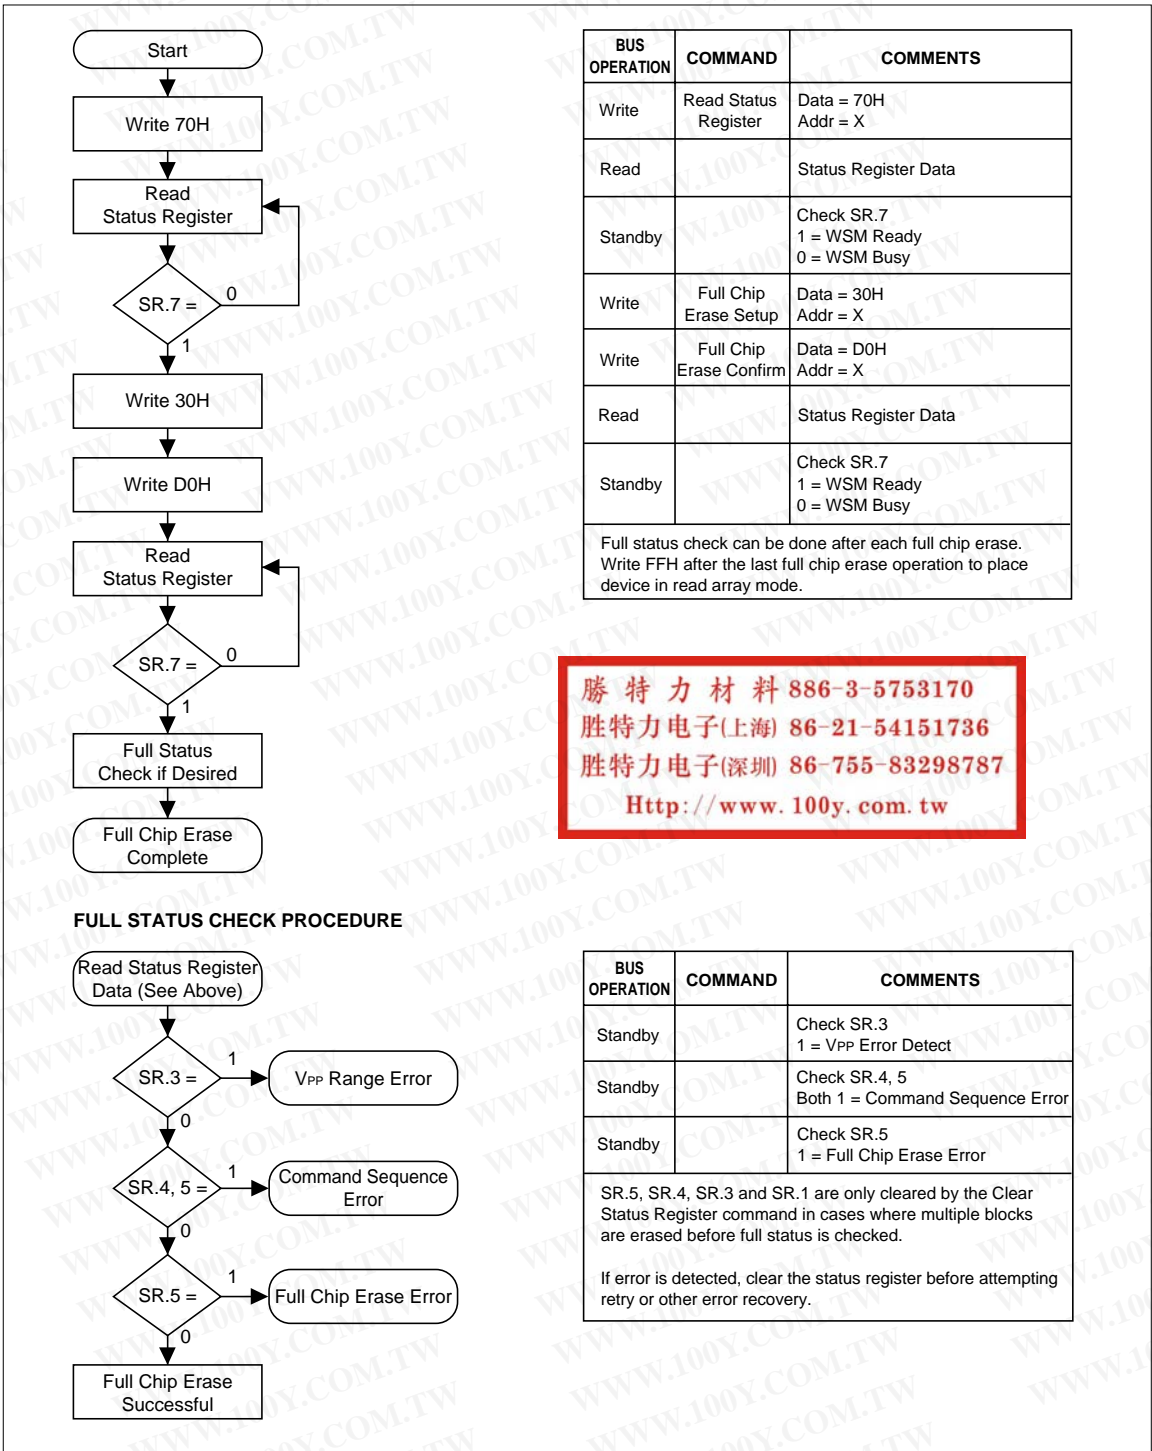 Start
Write 70H
Read
Status Register
SR.7 =
0
1
Write 30H
Write D0H
Read
Status Register
SR.7 =
0
1
Full Status
Check if Desired
Full Chip Erase
Complete
BUS
OPERATION COMMAND COMMENTS
Write Read Status Register Data = 70H
Addr = X
Read Status Register Data
Standby Check SR.7
1 = WSM Ready
0 = WSM Busy
Write Full Chip Erase Setup Data = 30H
Addr = X
Write Full Chip Erase Confirm Data = D0H
Addr = X
Read Status Register Data
Standby Check SR.7
1 = WSM Ready
0 = WSM Busy
Full status check can be done after each full chip erase.
Write FFH after the last full chip erase operation to place
device in read array mode.
勝 特 力 材 料 886-3-5753170
胜特力电子(上海) 86-21-54151736
胜特力电子(深圳) 86-755-83298787
Http://www.100y.com.tw
FULL STATUS CHECK PROCEDURE
Read Status Register
Data (See Above)
SR.3 =
1
VPP Range Error
0
SR.4, 5 =
1
Command Sequence
Error
0
SR.5 =
1
Full Chip Erase Error
0
Full Chip Erase
Successful
BUS
OPERATION COMMAND COMMENTS
Standby Check SR.3
1 = VPP Error Detect
Standby Check SR.4, 5
Both 1 = Command Sequence Error
Standby Check SR.5
1 = Full Chip Erase Error
SR.5, SR.4, SR.3 and SR.1 are only cleared by the Clear
Status Register command in cases where multiple blocks
are erased before full status is checked.
If error is detected, clear the status register before attempting
retry or other error recovery.
WWW.100Y.COM.TW